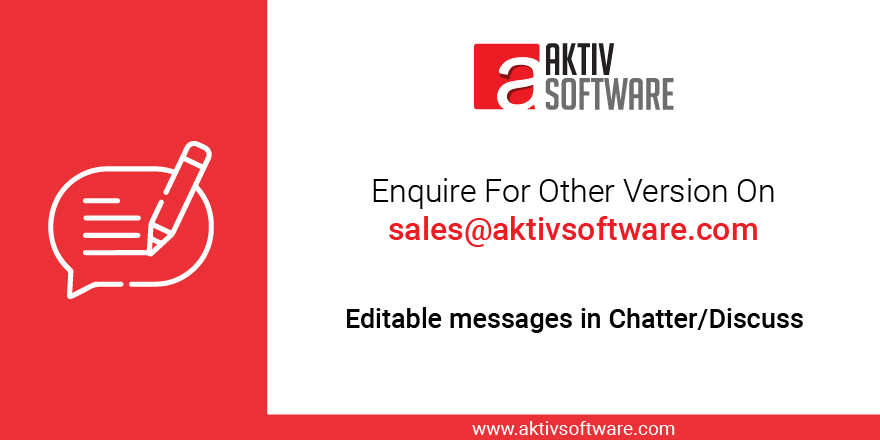 AKTIV
SOFTWARE
Enquire For Other Version On
sales@aktivsoftware.com
Editable messages in Chatter/Discuss
www.aktivsoftware.com